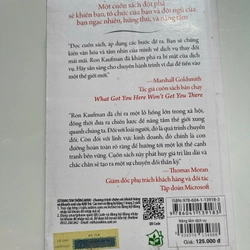 Một cuốn sách đột phá
sẽ khiến bạn, tổ chức của bạn và đội ngũ của
bạn ngạc nhiên, hứng thú, và nâng tầm
"Đọc cuốn sách, áp dụng các bước đề ra. Bạn sẽ chứng
kiến văn hóa và tầm nhìn của mình về dịch vụ thay đổi
mãi mãi. Ron Kaufman đã khám phá ra bí mật về dịch vụ
này. Hãy sẵn sàng cho chuyến hành trình vĩ đại để tiến vào
một thế giới mới."
—Marshall Goldsmith
Tác giả cuốn sách bán chạy
What Got You Here Won't Get You There
"Ron Kaufman đã chỉ ra một lỗ hổng lớn trong xã hội,
đồng thời đưa ra chiến lược để nâng tầm thế giới xung
quanh chúng ta. Đối với loài người, đó là quá trình
Còn đối với lĩnh vực kinh doanh, đó là con đường
hướng hoàn toàn rõ ràng để hướng tới một lợi thế cạnh
tranh bền vững. Cuốn sách này phát huy giá trị lâu dài và
chắc chắn sẽ tạo ra một sự chuyển đổi thần kỳ."
—Thomas Moran
Giám đốc phụ trách khách hàng và đối tác
Tập đoàn Microsoft
Giá: 129.000 đ